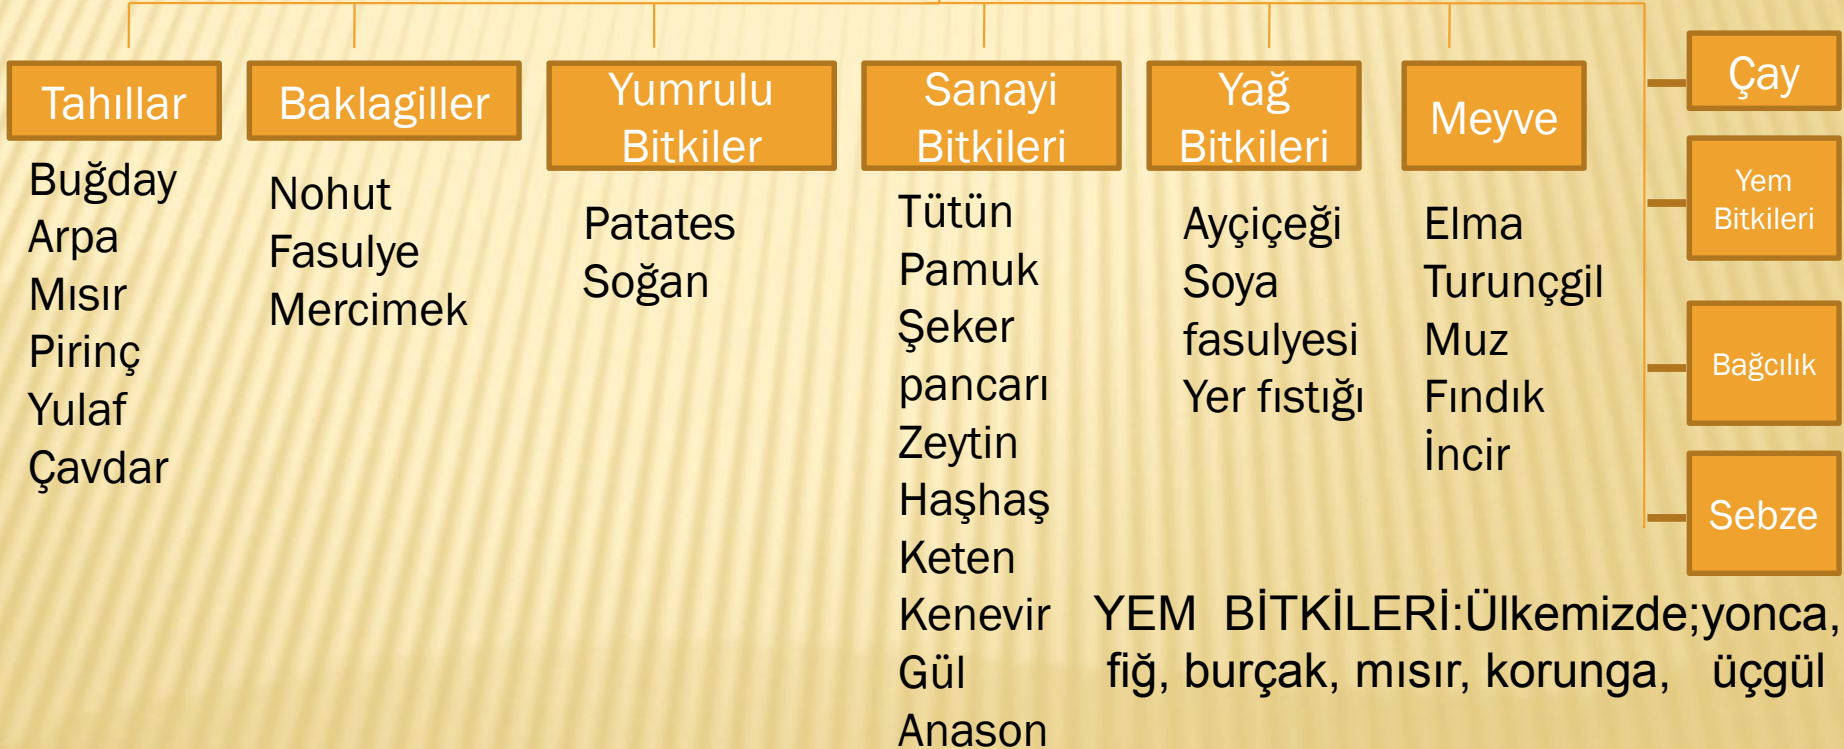 Tahıllar
Buğday
Arpa
Mısır
Pirinç
Yulaf
Çavdar
Baklagiller
Nohut
Fasulye
Mercimek
Yumrulu
Bitkiler
Patates
Soğan
Sanayi
Bitkileri
Tütün
Pamuk
Şeker
pancarı
Zeytin
Haşhaş
Keten
Kenevir
Gül
Anason
Yağ
Bitkileri
Ayçiçeği
Soya
fasulyesi
Yer fıstığı
Meyve
Elma
Turunçgil
Muz
Fındık
İncir
Çay
Yem
Bitkileri
Bağcılık
Sebze
YEM BİTKİLERİ:Ülkemizde;yonca,
fiğ, burçak, mısır, korunga, üçgül